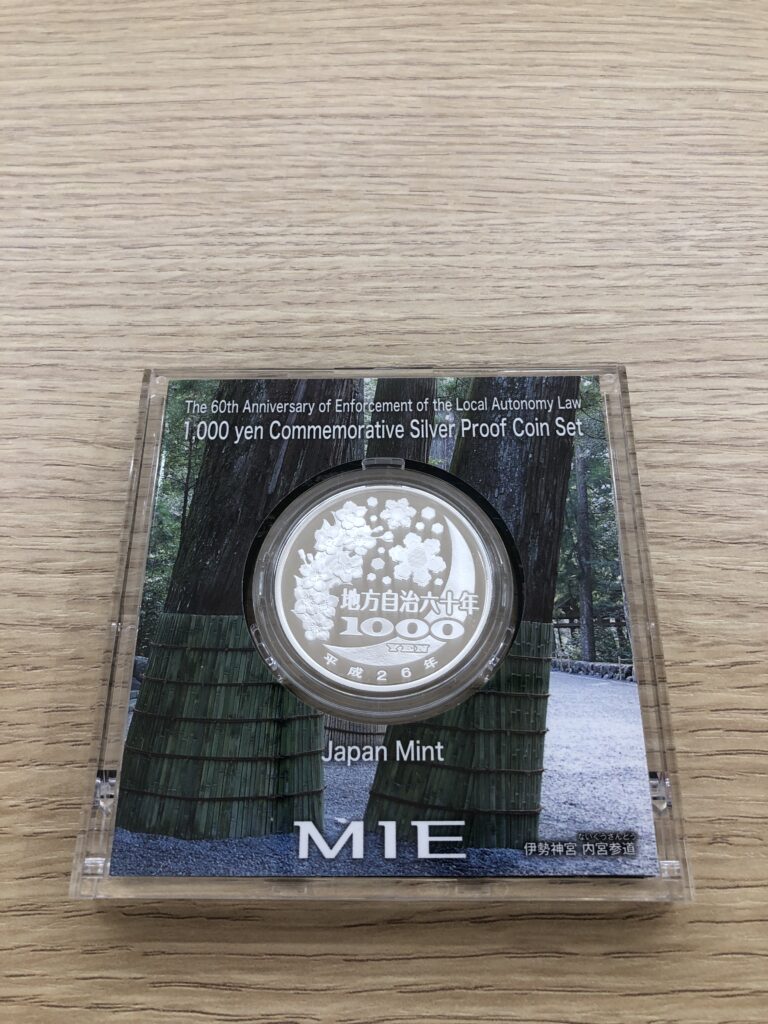 The 60th Anniversary of Enforcement of the Local Autonomy Law
1,000 yen Commemorative Silver Proof Coin Set
地方自治六十年
1000
YEN
平成26年
Japan Mint
MIE
ないくうさんどう
伊勢神宮 内宮参道